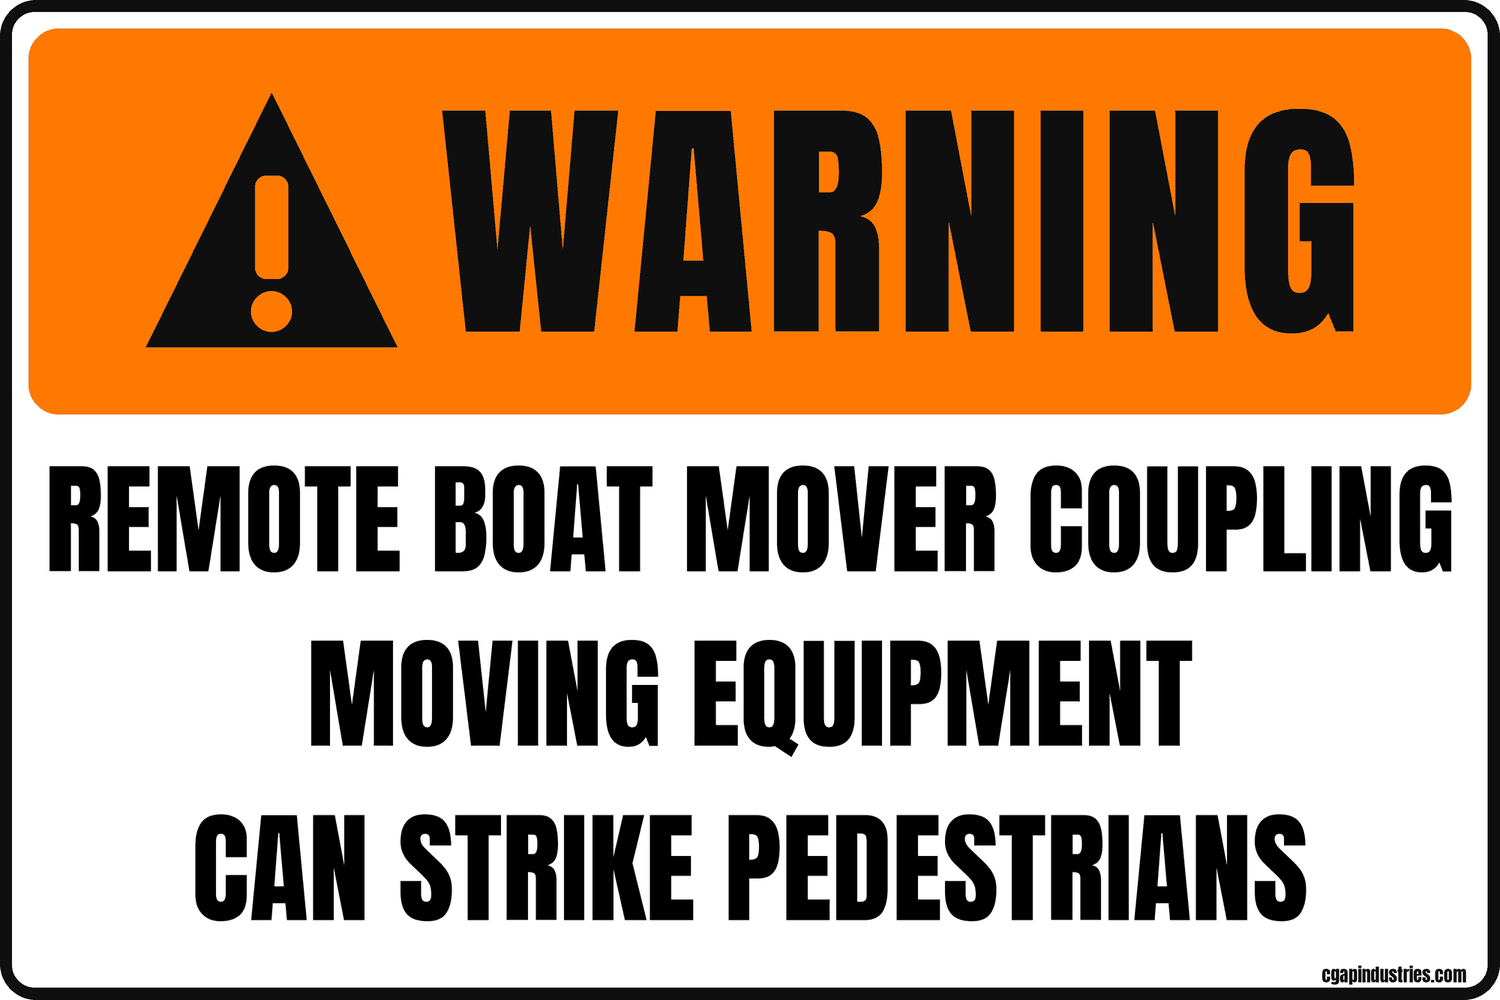 WARNING
REMOTE BOAT MOVER COUPLING
MOVING EQUIPMENT
CAN STRIKE PEDESTRIANS
cgapindustries.com